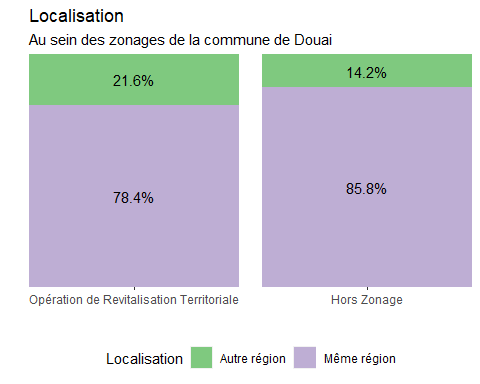 Localisation
Au sein des zonages de la commune de Douai
21.6%
14.2%
78.4%
85.8%
Opération de Revitalisation Territoriale
Hors Zonage
Localisation
Autre région
Même région